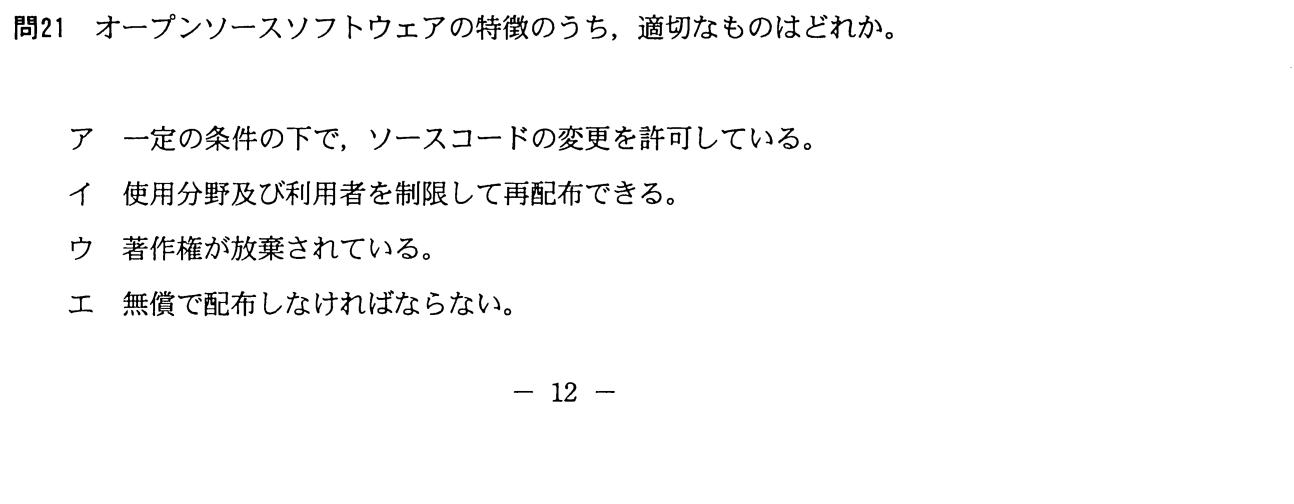 問21 オープンソースソフトウェアの特徴のうち，適切なものはどれか。
ア 一定の条件の下で，ソースコードの変更を許可している。
イ 使用分野及び利用者を制限して再配布できる。
ウ 著作権が放棄されている。
エ 無償で配布しなければならない。
－ 12 －